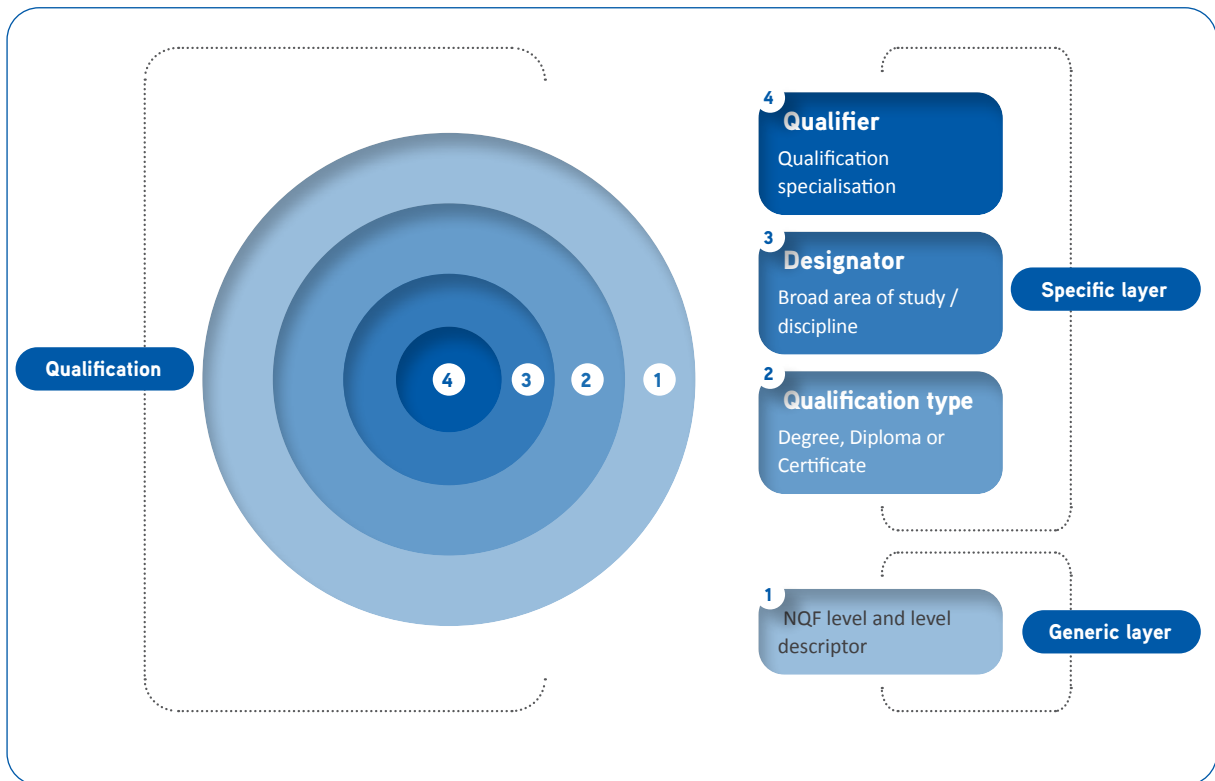 Qualification
4
3
2
1
4
Qualifier
Qualification
specialisation
3
Designator
Broad area of study /
discipline
2
Qualification type
Degree, Diploma or
Certificate
Specific layer
1
NQF level and level
descriptor
Generic layer